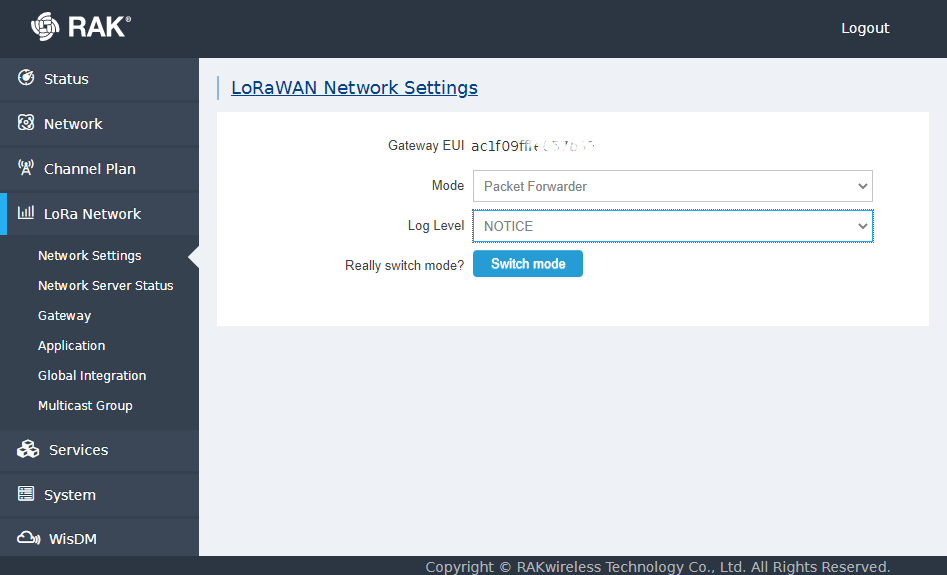 RAK®
Logout
Status
Network
Channel Plan
LoRa Network
Network Settings
Network Server Status
Gateway
Application
Global Integration
Multicast Group
Services
System
WisDM
LoRaWAN Network Settings
Gateway EUI
Mode Packet Forwarder
Log Level NOTICE
Really switch mode? Switch mode
Copyright © RAKwireless Technology Co., Ltd. All Rights Reserved.